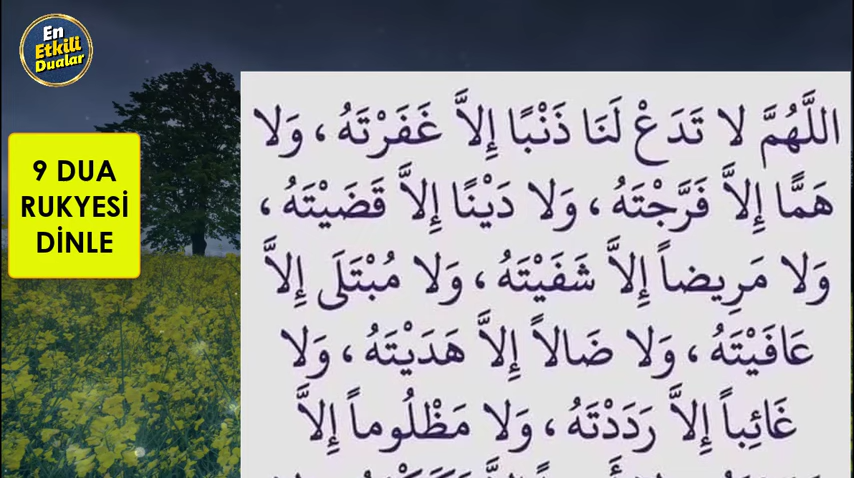 En
Etkili
Dualar
9 DUA
RUKYESİ
DİNLE
اللَّهُمَّ لا تَدَعْ لَنَا ذَنْبًا إِلاَّ غَفَرْتَهُ ، وَلا
هَمًّا إِلاَّ فَرَّجْتَهُ ، وَلا دَيْنًا إِلاَّ قَضَيْتَهُ ،
وَلا مَرِيضاً إِلاَّ شَفَيْتَهُ ، وَلا مُبْتَلَى إِلاَّ
عَافَيْتَهُ ، وَلا ضَالاً إِلاَّ هَدَيْتَهُ ، وَلا
غَائِباً إِلاَّ رَدَدْتَهُ ، وَلا مَظْلُوماً إِلاَّ